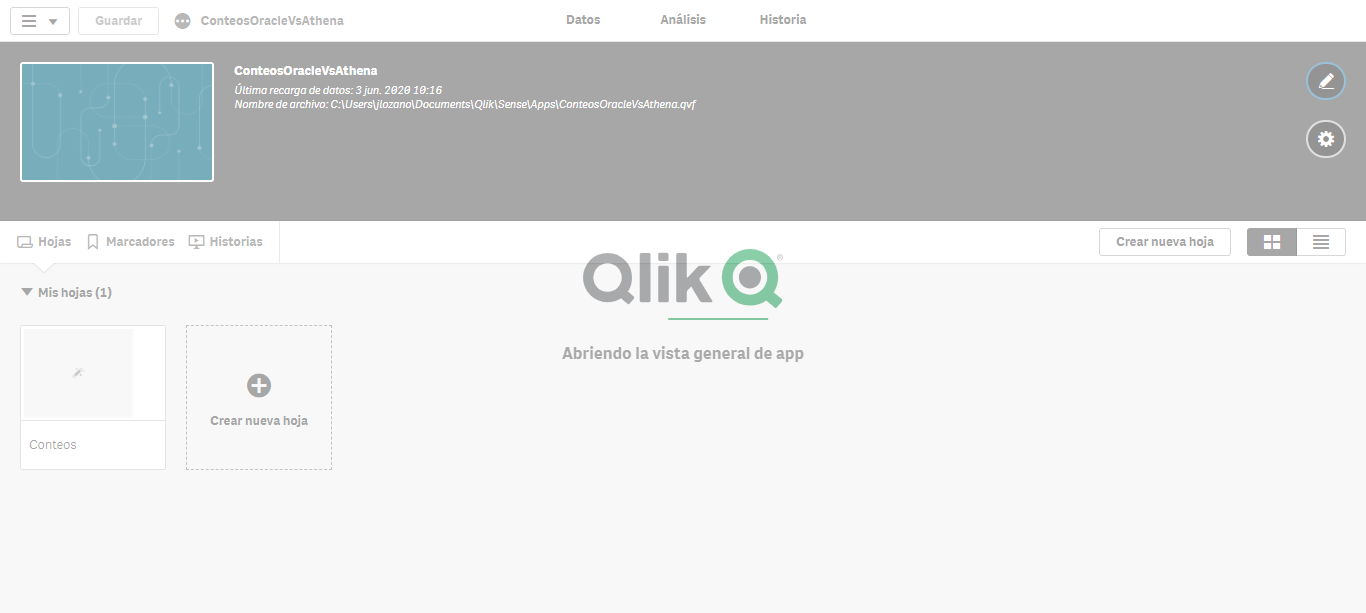 Guardar
ConteosOracleVsAthena
Datos
Análisis
Historia
ConteosOracleVsAthena
Última recarga de datos: 3 jun. 2020 10:16
Nombre de archivo: C:\Users\jlozano\Documents\Qlik\Sense\Apps\ConteosOracleVsAthena.qvf
Hojas
Marcadores
Historias
Crear nueva hoja
Qlik
®
Mis hojas (1)
Abriendo la vista general de app
Crear nueva hoja
Conteos